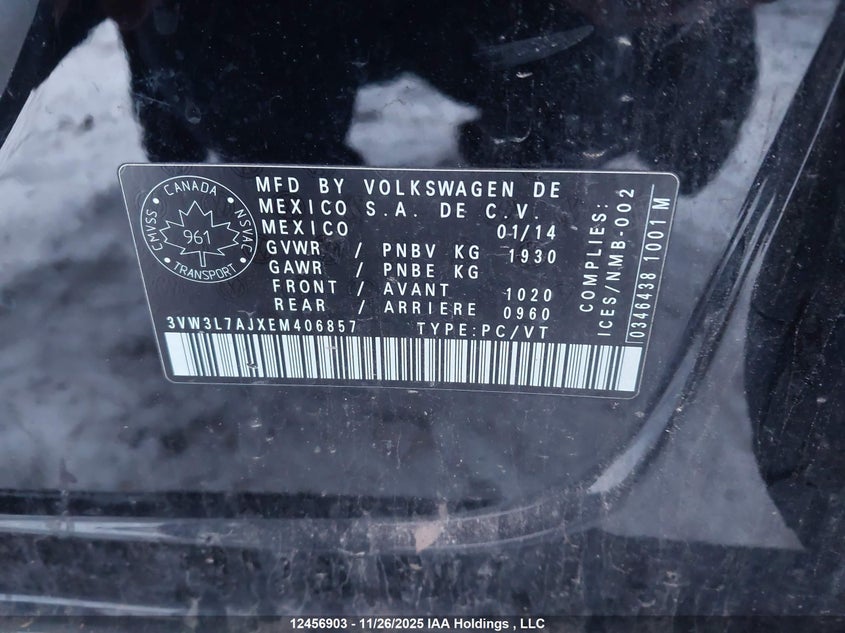 CANADA
CMVSS
NSVAC
961
TRANSPORT
MFD BY VOLKSWAGEN DE
MEXICO S.A. DE C.V.
MEXICO 01/14
GVWR / PNBV KG 1930
GAWR / PNBE KG
FRONT / AVANT 1020
REAR / ARRIERE 0960
3VW3L7AJXEM406857 TYPE:PC/VT
COMPLIES:
ICES/NMB-002
0346438 1001 M
12456903 - 11/26/2025 IAA Holdings , LLC